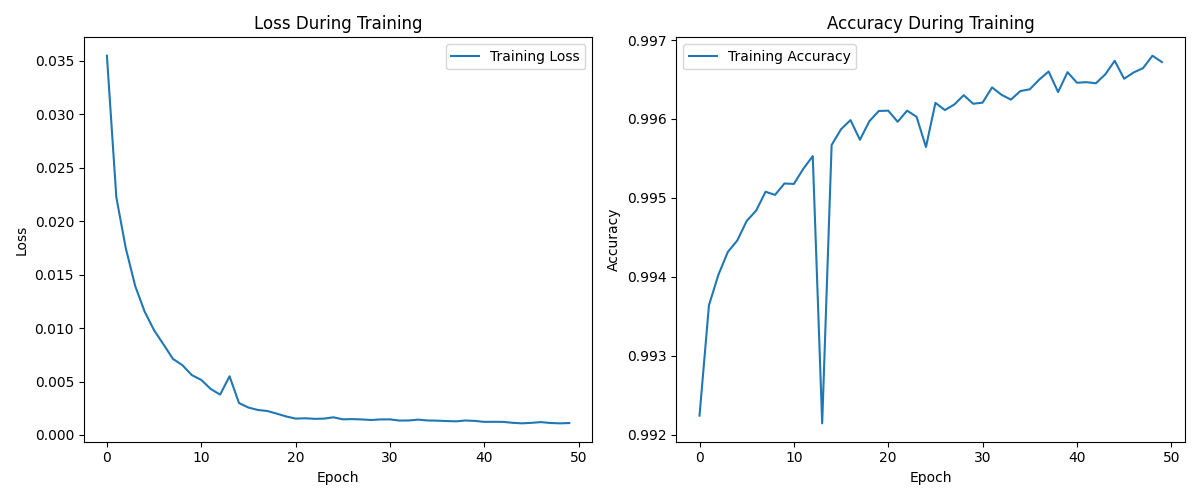 Loss During Training
Training Loss
0.035
0.030
0.025
0.020
0.015
0.010
0.005
0.000
Loss
0 10 20 30 40 50
Epoch
Accuracy During Training
Training Accuracy
0.997
0.996
0.995
0.994
0.993
0.992
Accuracy
0 10 20 30 40 50
Epoch